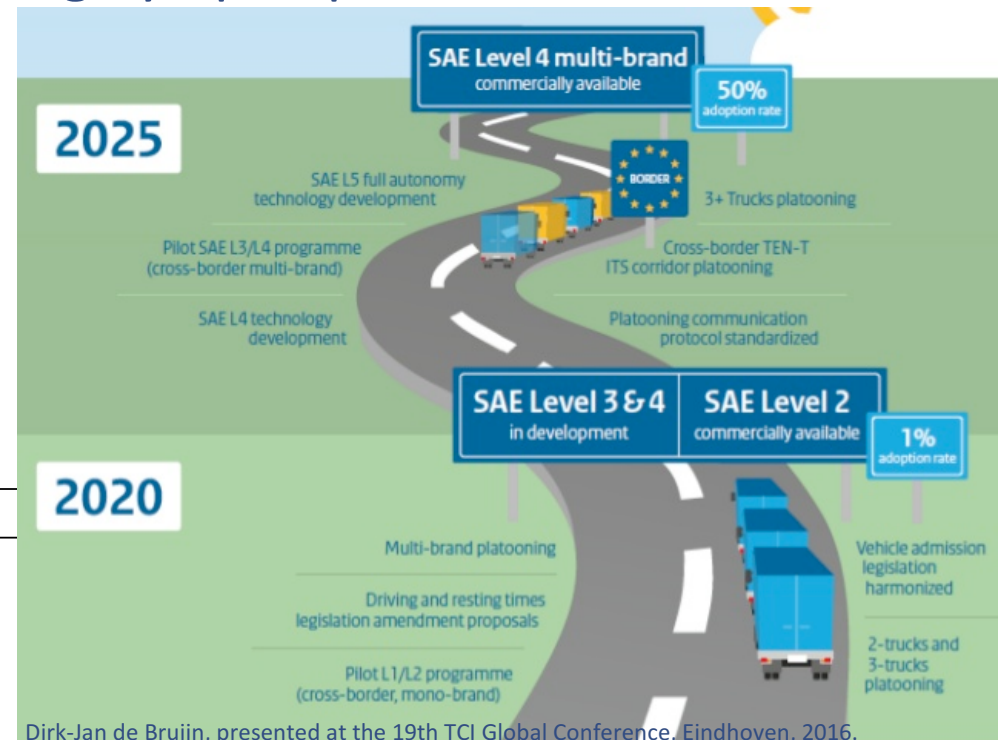 SAE Level 4 multi-brand
commercially available
50%
adoption rate
2025
BORDER
SAE L5 full autonomy
technology development
3+ Trucks platooning
Pilot SAE L3/L4 programme
(cross-border multi-brand)
Cross-border TEN-T
ITS corridor platooning
SAE L4 technology
development
Platooning communication
protocol standardized
SAE Level 3 & 4
in development
SAE Level 2
commercially available
1%
adoption rate
2020
Multi-brand platooning
Vehicle admission
legislation
harmonized
Driving and resting times
legislation amendment proposals
2-trucks and
3-trucks
platooning
Pilot L1/L2 programme
(cross-border, mono-brand)
Dirk-Jan de Bruijn, presented at the 19th TCI Global Conference, Eindhoven, 2016.